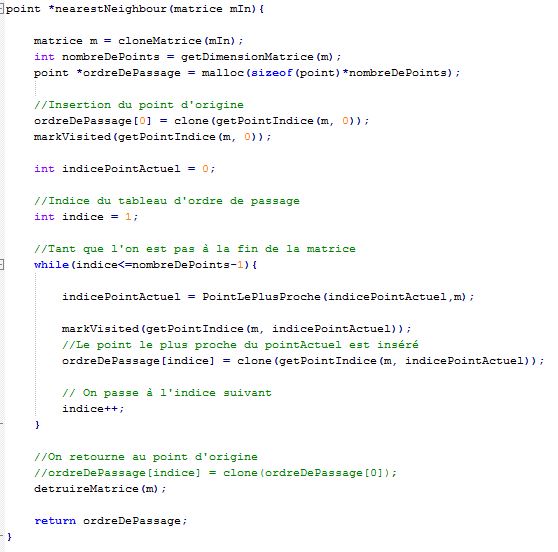 point *nearestNeighbour(matrice mIn){
matrice m = cloneMatrice(mIn);
int nombreDePoints = getDimensionMatrice(m);
point *ordreDePassage = malloc(sizeof(point)*nombreDePoints);
//Insertion du point d'origine
ordreDePassage[0] = clone(getPointIndice(m, 0));
markVisited(getPointIndice(m, 0));
int indicePointActuel = 0;
//Indice du tableau d'ordre de passage
int indice = 1;
//Tant que l'on est pas à la fin de la matrice
while(indice<=nombreDePoints-1){
indicePointActuel = PointLePlusProche(indicePointActuel,m);
markVisited(getPointIndice(m, indicePointActuel));
//Le point le plus proche du pointActuel est inséré
ordreDePassage[indice] = clone(getPointIndice(m, indicePointActuel));
// On passe à l'indice suivant
indice++;
}
//On retourne au point d'origine
//ordreDePassage[indice] = clone(ordreDePassage[0]);
detruireMatrice(m);
return ordreDePassage;
}